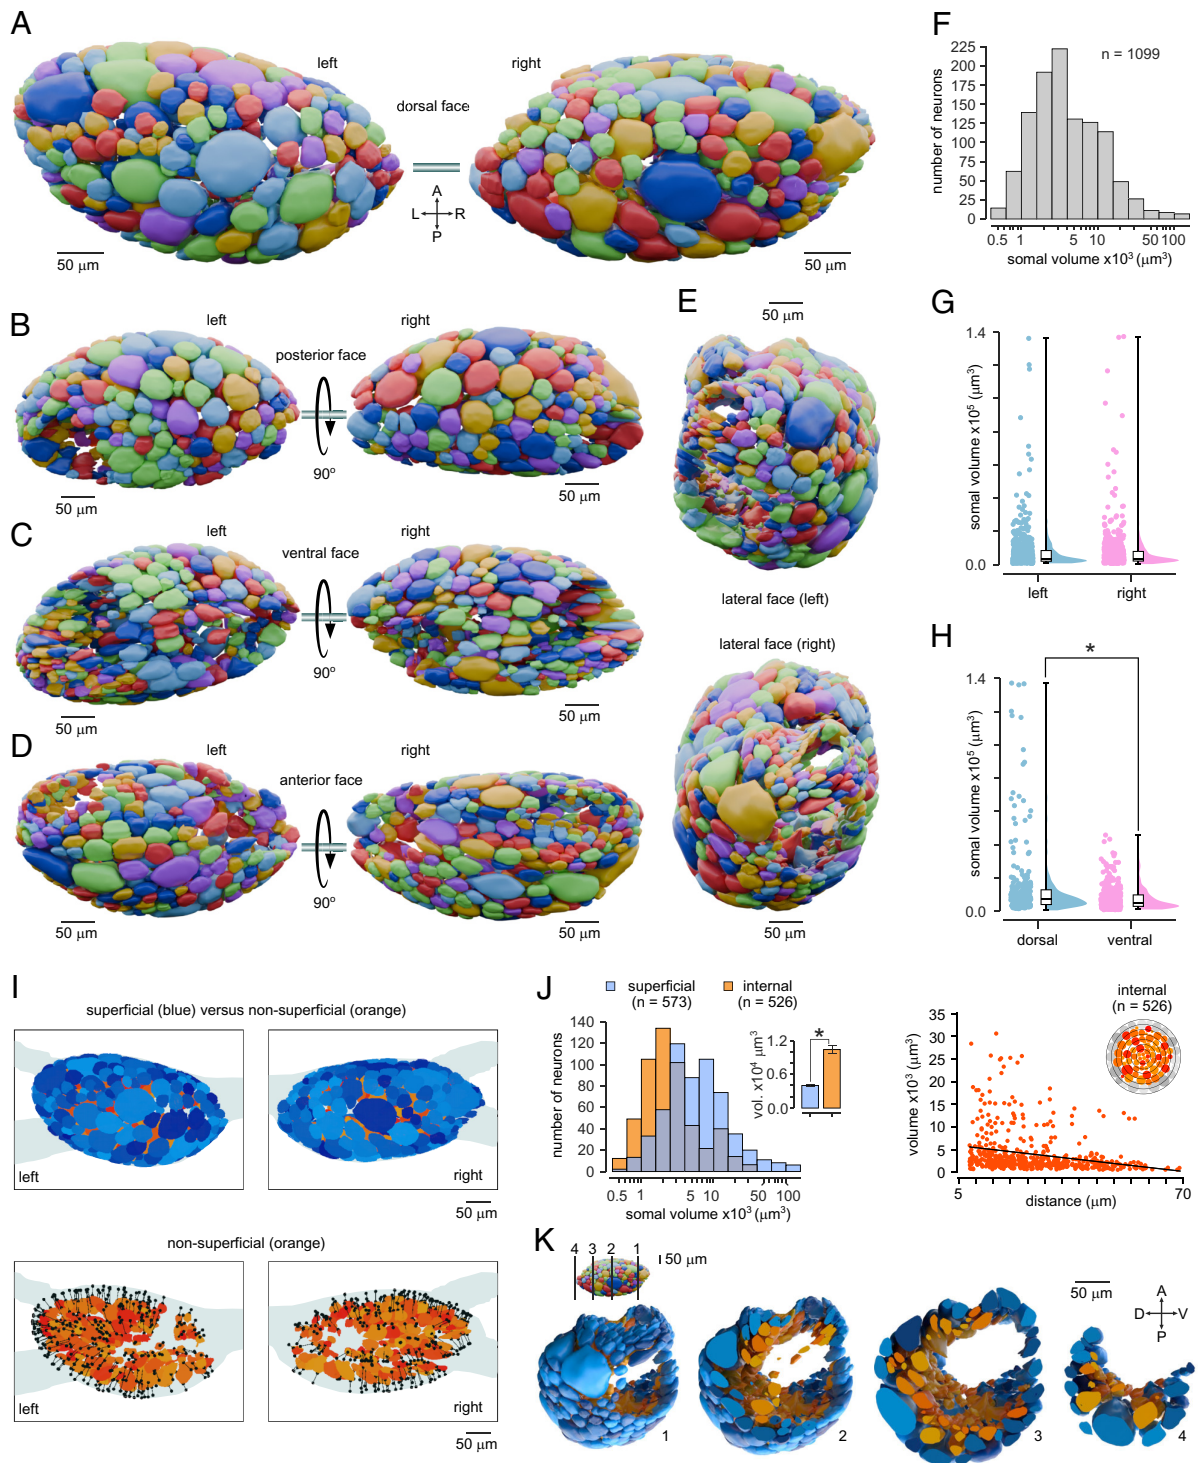 A
left
right
dorsal face
A
L
R
P
50 μm
50 μm
F
n = 1099
number of neurons
225
200
175
150
125
100
75
50
25
0
0.5
1
5
10
50
100
somal volume x10³ (μm³)
B
left
right
posterior face
90°
50 μm
50 μm
C
left
right
ventral face
90°
50 μm
50 μm
D
left
right
anterior face
90°
50 μm
50 μm
E
50 μm
lateral face (left)
lateral face (right)
50 μm
G
somal volume x10⁵ (μm³)
1.4
0.0
left
right
H
*
somal volume x10⁵ (μm³)
1.4
0.0
dorsal
ventral
I
superficial (blue) versus non-superficial (orange)
left
right
50 μm
non-superficial (orange)
left
right
50 μm
J
superficial
(n = 573)
internal
(n = 526)
number of neurons
140
120
100
80
60
40
20
0
0.5
1
5
10
50
100
somal volume x10³ (μm³)
vol. x10⁴ μm³
1.2
0.6
0.0
*
internal
(n = 526)
volume x10³ (μm³)
35
30
25
20
15
10
5
0
5
70
distance (μm)
K
4
3
2
1
50 μm
50 μm
A
D
V
P
1
2
3
4